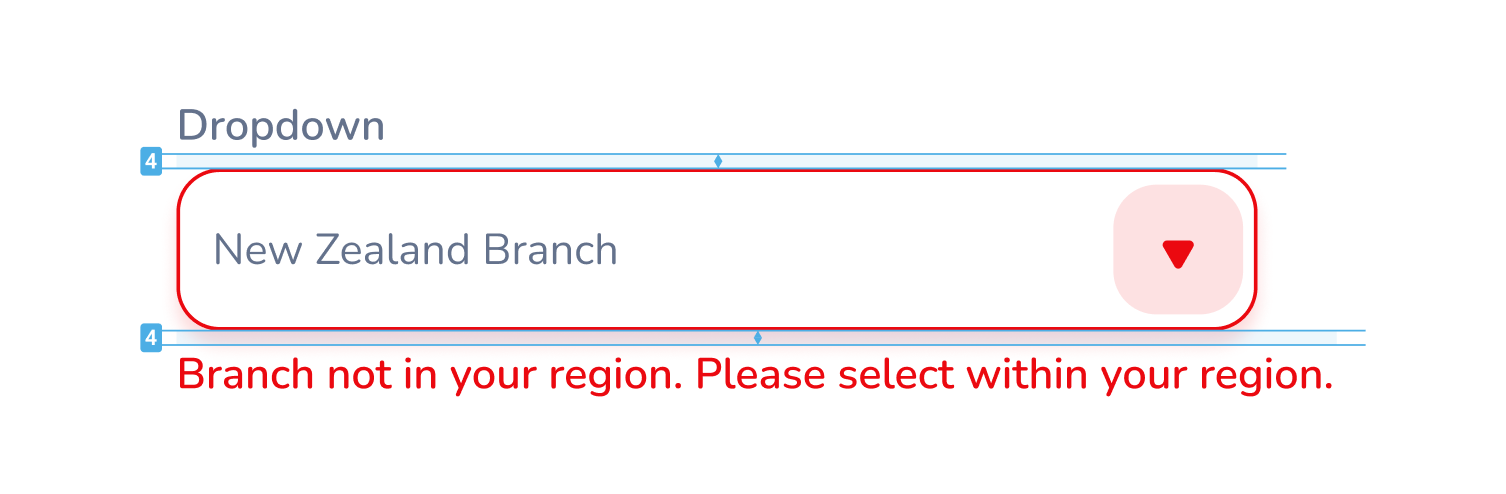 Dropdown
4
New Zealand Branch
4
Branch not in your region. Please select within your region.